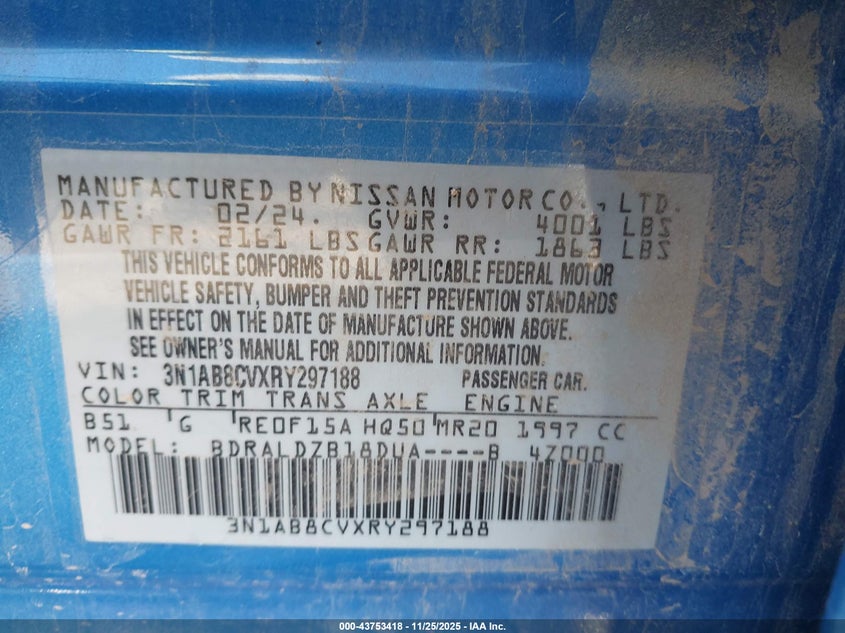 MANUFACTURED BY NISSAN MOTOR CO., LTD.
DATE: 02/24. GVWR: 4001 LBS
GAWR FR: 2161 LBS GAWR RR: 1863 LBS
THIS VEHICLE CONFORMS TO ALL APPLICABLE FEDERAL MOTOR
VEHICLE SAFETY, BUMPER AND THEFT PREVENTION STANDARDS
IN EFFECT ON THE DATE OF MANUFACTURE SHOWN ABOVE.
SEE OWNER'S MANUAL FOR ADDITIONAL INFORMATION.
VIN: 3N1AB8CVXRY297188 PASSENGER CAR.
COLOR TRIM TRANS AXLE ENGINE
B51 G RE0F15A HQ50 MR20 1997 CC
MODEL: BDRALDZB18DUA----B 4Z000
3N1AB8CVXRY297188
000-43753418 - 11/25/2025 - IAA Inc.